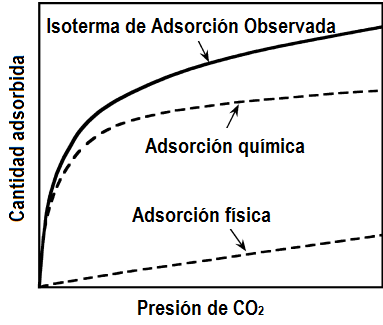 Isoterma de Adsorción Observada
Cantidad adsorbida
Adsorción química
Adsorción física
Presión de CO₂